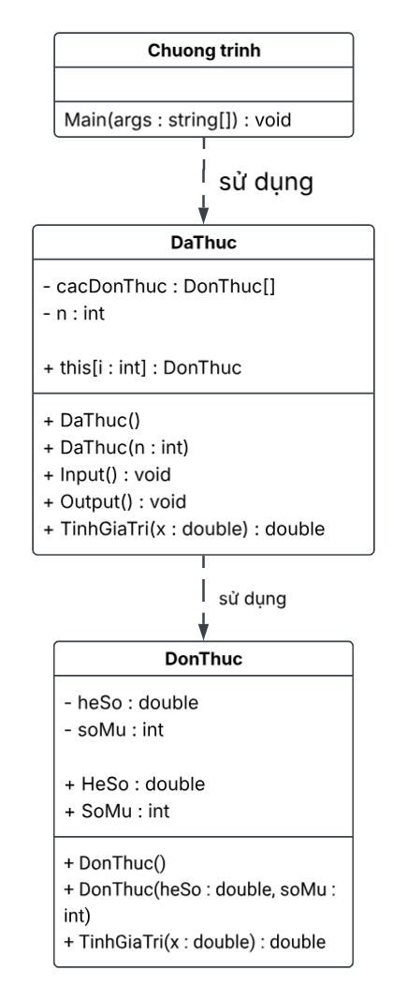 Chuong trinh
Main(args : string[]) : void
sử dụng
DaThuc
- cacDonThuc : DonThuc[]
- n : int
+ this[i : int] : DonThuc
+ DaThuc()
+ DaThuc(n : int)
+ Input() : void
+ Output() : void
+ TinhGiaTri(x : double) : double
sử dụng
DonThuc
- heSo : double
- soMu : int
+ HeSo : double
+ SoMu : int
+ DonThuc()
+ DonThuc(heSo : double, soMu :
int)
+ TinhGiaTri(x : double) : double